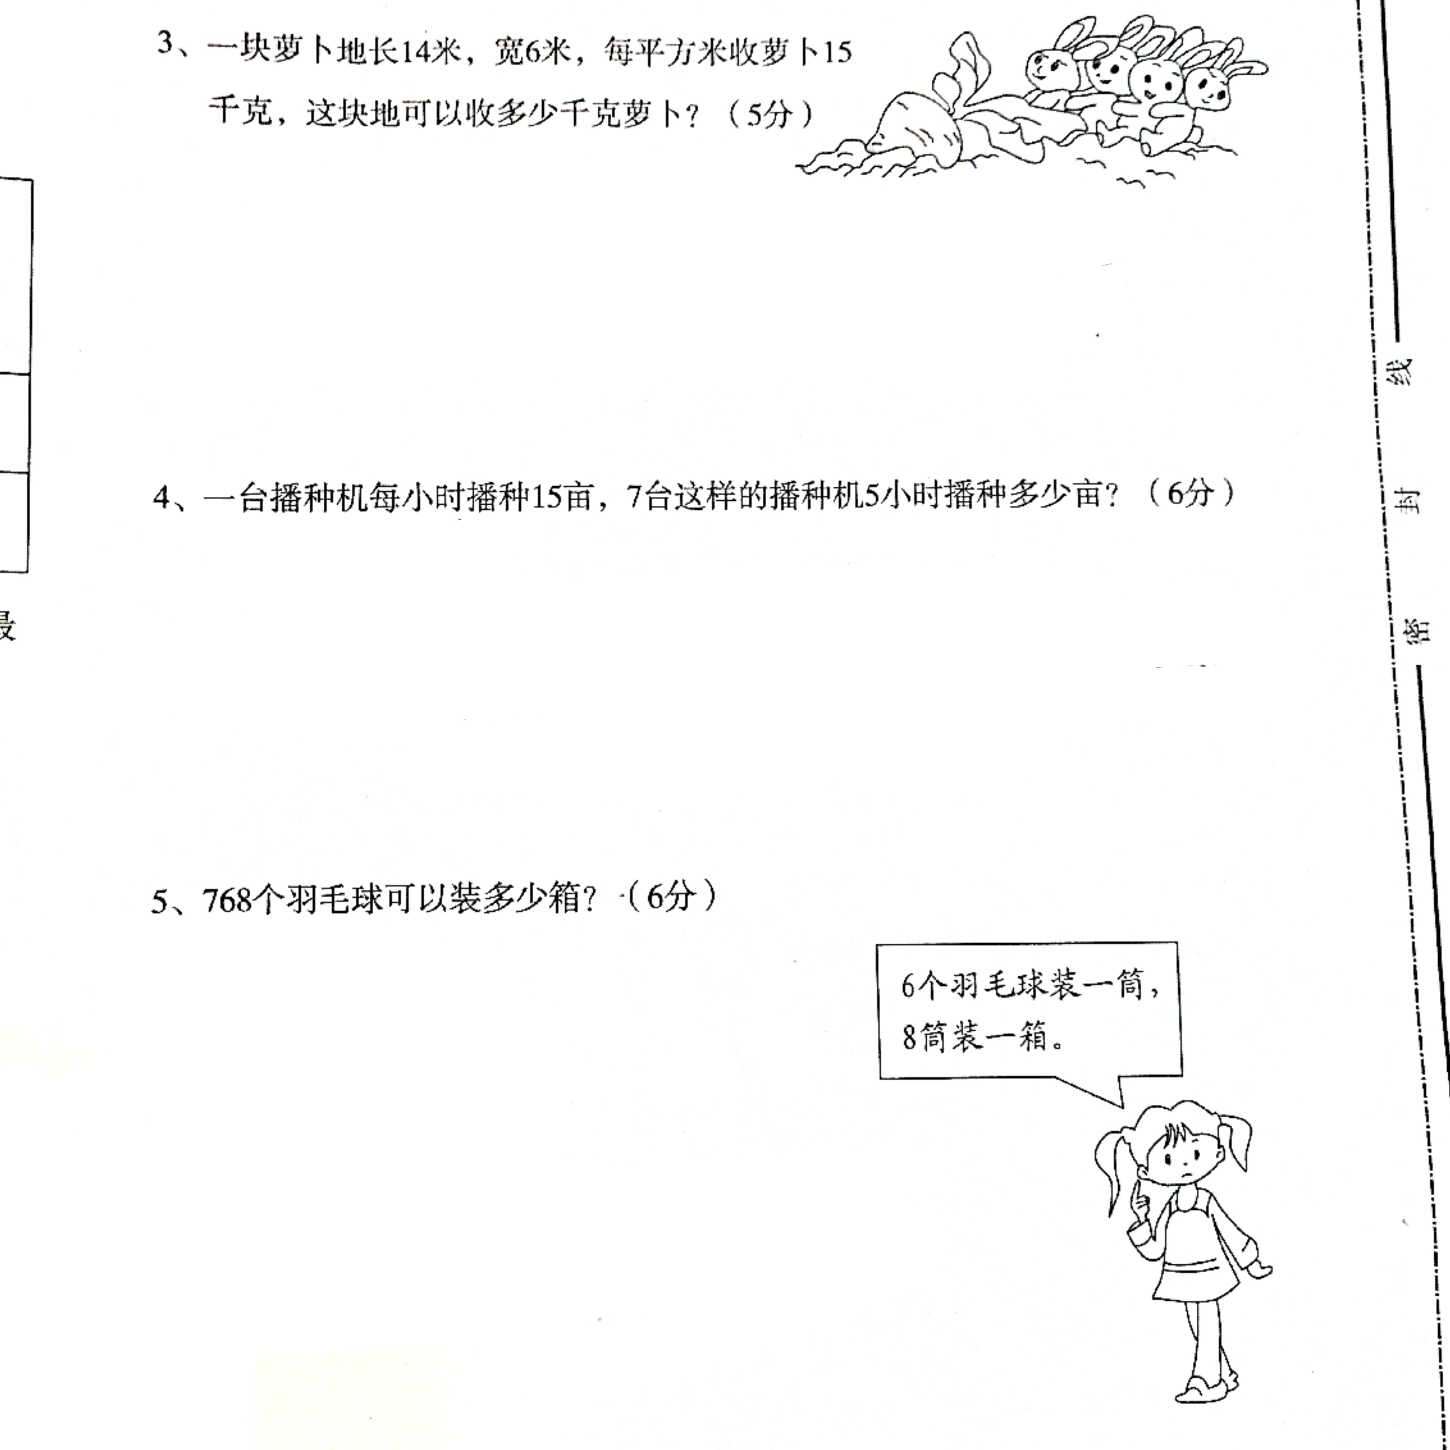 3、一块萝卜地长14米，宽6米，每平方米收萝卜15
千克，这块地可以收多少千克萝卜？（5分）
4、一台播种机每小时播种15亩，7台这样的播种机5小时播种多少亩？（6分）
5、768个羽毛球可以装多少箱？（6分）
6个羽毛球装一筒，
8筒装一箱。
线
封
密